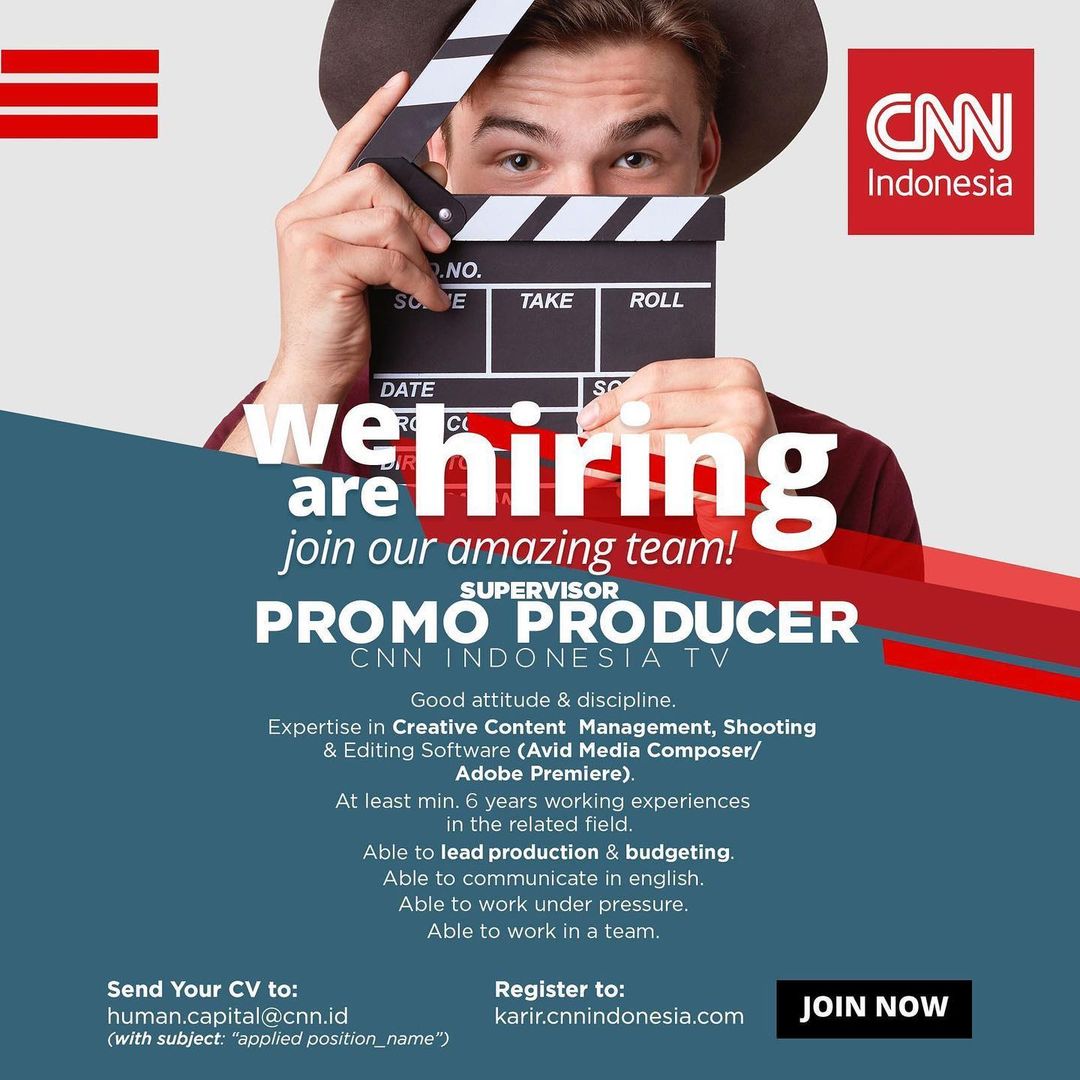 CNN
Indonesia
SCENE
TAKE
ROLL
DATE
we
are hiring
join our amazing team!
SUPERVISOR
PROMO PRODUCER
CNN INDONESIA TV
Good attitude & discipline.
Expertise in Creative Content Management, Shooting
& Editing Software (Avid Media Composer/
Adobe Premiere).
At least min. 6 years working experiences
in the related field.
Able to lead production & budgeting.
Able to communicate in english.
Able to work under pressure.
Able to work in a team.
Send Your CV to:
human.capital@cnn.id
(with subject: “applied position_name”)
Register to:
karir.cnnindonesia.com
JOIN NOW